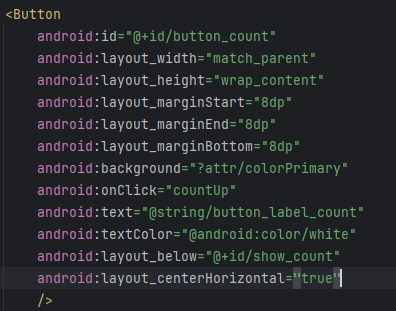 <Button
android:id="@+id/button_count"
android:layout_width="match_parent"
android:layout_height="wrap_content"
android:layout_marginStart="8dp"
android:layout_marginEnd="8dp"
android:layout_marginBottom="8dp"
android:background="?attr/colorPrimary"
android:onClick="countUp"
android:text="@string/button_label_count"
android:textColor="@android:color/white"
android:layout_below="@+id/show_count"
android:layout_centerHorizontal="true"
/>